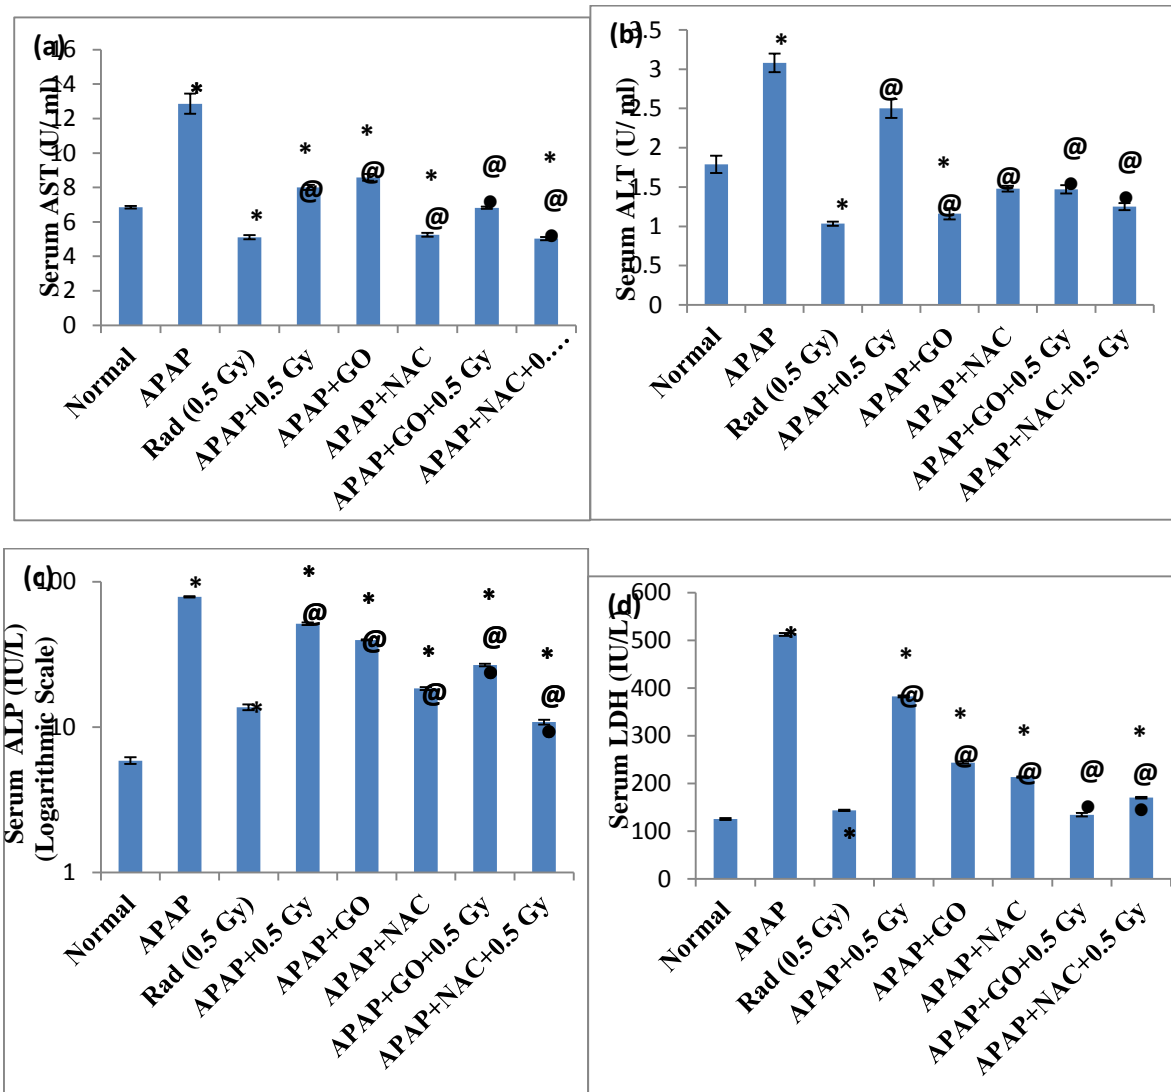 (a)
Serum AST (U/ ml)
16
14
12
10
8
6
4
2
0
*
*
*
@
*
@
*
@
@
●
*
@
●
Normal
APAP
Rad (0.5 Gy)
APAP+0.5 Gy
APAP+GO
APAP+NAC
APAP+GO+0.5 Gy
APAP+NAC+0....
(b)
Serum ALT (U/ ml)
3.5
3
2.5
2
1.5
1
0.5
0
*
*
@
*
@
@
@
●
@
●
Normal
APAP
Rad (0.5 Gy)
APAP+0.5 Gy
APAP+GO
APAP+NAC
APAP+GO+0.5 Gy
APAP+NAC+0.5 Gy
(c)
Serum ALP (IU/L)
(Logarithmic Scale)
100
10
1
*
*
*
@
*
@
*
@
*
@
●
*
@
●
Normal
APAP
Rad (0.5 Gy)
APAP+0.5 Gy
APAP+GO
APAP+NAC
APAP+GO+0.5 Gy
APAP+NAC+0.5 Gy
(d)
Serum LDH (IU/L)
600
500
400
300
200
100
0
*
*
*
@
*
@
*
@
@
●
*
@
●
Normal
APAP
Rad (0.5 Gy)
APAP+0.5 Gy
APAP+GO
APAP+NAC
APAP+GO+0.5 Gy
APAP+NAC+0.5 Gy